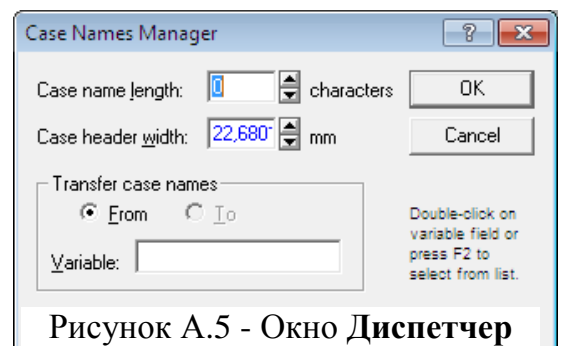 Case Names Manager
Case name length: 0 characters
OK
Case header width: 22,680 mm
Cancel
Transfer case names
From To
Variable:
Double-click on
variable field or
press F2 to
select from list.
Рисунок А.5 - Окно Диспетчер